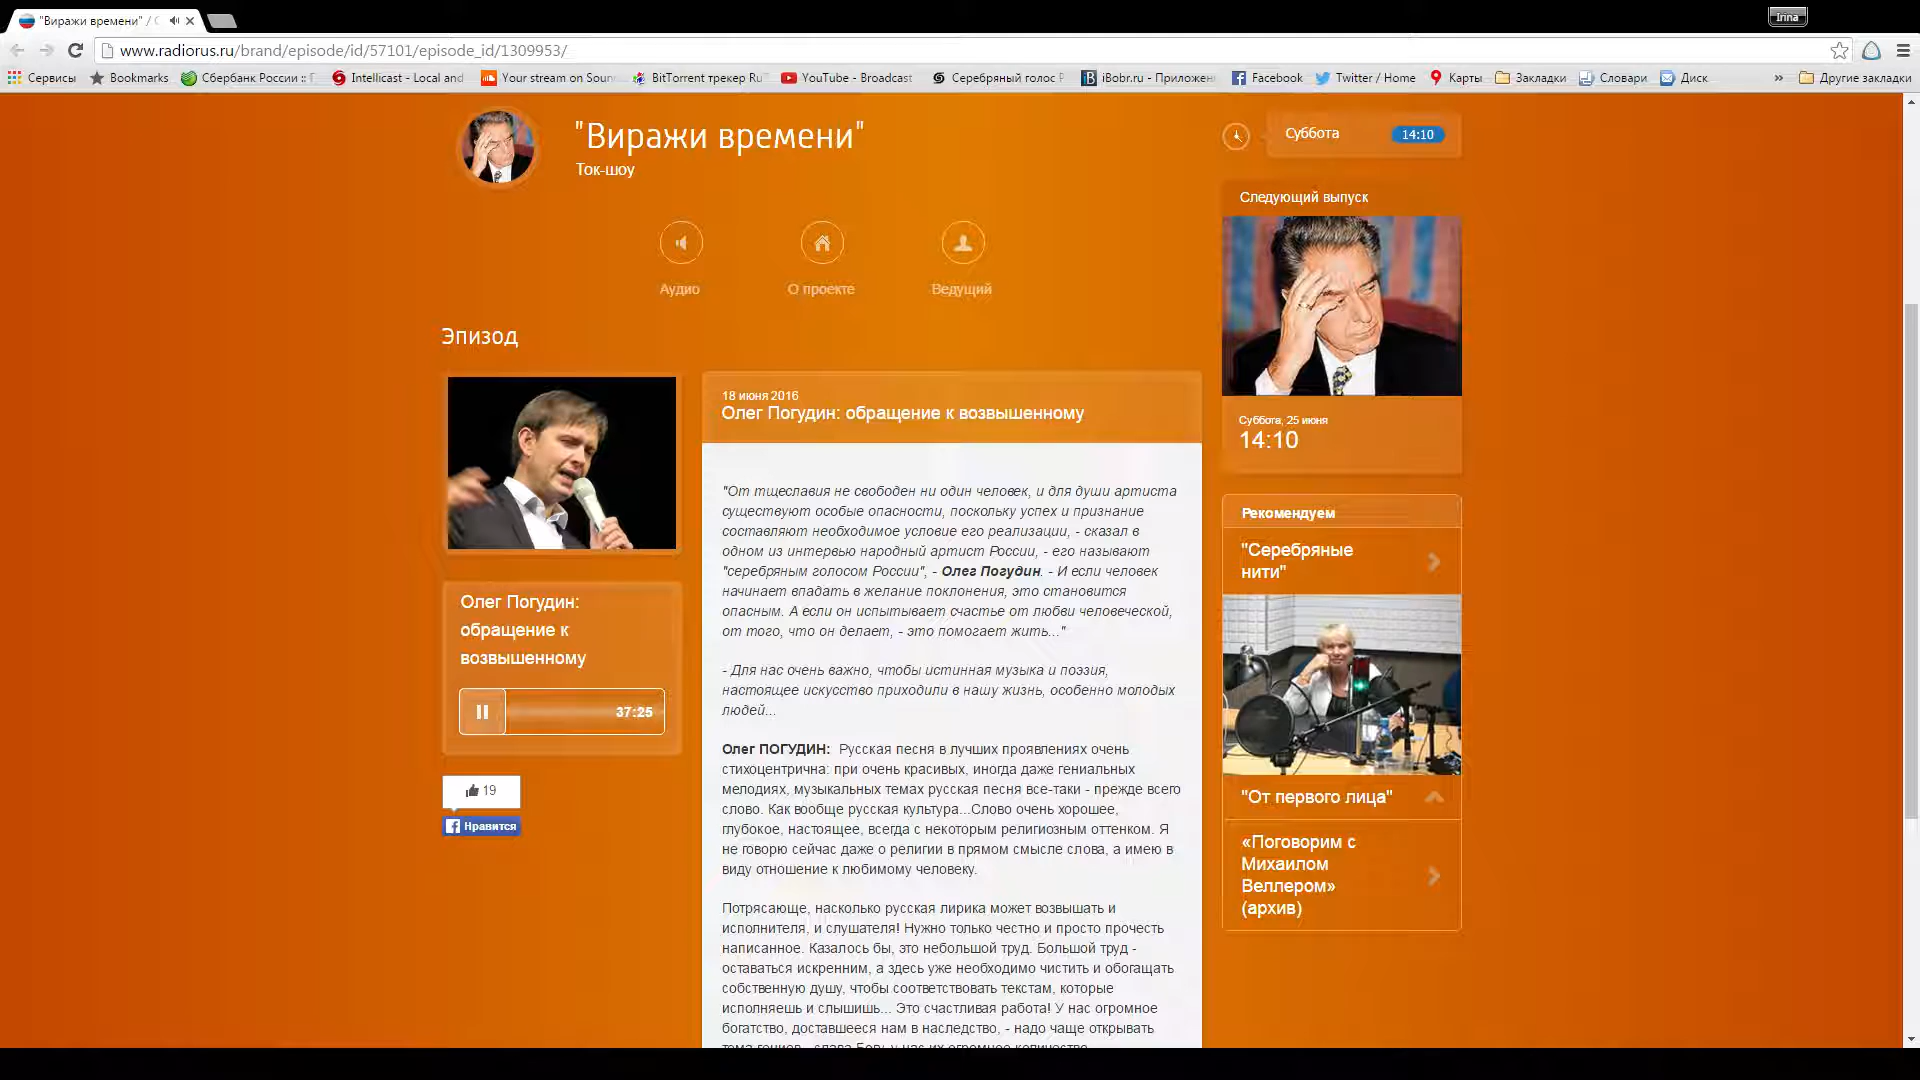 "Виражи времени" / С
Irina
www.radiorus.ru/brand/episode/id/57101/episode_id/1309953/
Сервисы
Bookmarks
Сбербанк России ::
Intellicast - Local and
Your stream on Soun
BitTorrent трекер Ru
YouTube - Broadcast
Серебряный голос Р
iBobr.ru - Приложен
Facebook
Twitter / Home
Карты
Закладки
Словари
Диск
»
Другие закладки
"Виражи времени"
Ток-шоу
Аудио
О проекте
Ведущий
Суббота
14:10
Следующий выпуск
Суббота, 25 июня
14:10
Эпизод
Олег Погудин:
обращение к
возвышенному
37:25
19
Нравится
18 июня 2016
Олег Погудин: обращение к возвышенному
"От тщеславия не свободен ни один человек, и для души артиста
существуют особые опасности, поскольку успех и признание
составляют необходимое условие его реализации, - сказал в
одном из интервью народный артист России, - его называют
"серебряным голосом России", - Олег Погудин. - И если человек
начинает впадать в желание поклонения, это становится
опасным. А если он испытывает счастье от любви человеческой,
от того, что он делает, - это помогает жить..."
- Для нас очень важно, чтобы истинная музыка и поэзия,
настоящее искусство приходили в нашу жизнь, особенно молодых
людей...
Олег ПОГУДИН: Русская песня в лучших проявлениях очень
стихоцентрична: при очень красивых, иногда даже гениальных
мелодиях, музыкальных темах русская песня все-таки - прежде всего
слово. Как вообще русская культура...Слово очень хорошее,
глубокое, настоящее, всегда с некоторым религиозным оттенком. Я
не говорю сейчас даже о религии в прямом смысле слова, а имею в
виду отношение к любимому человеку.
Потрясающе, насколько русская лирика может возвышать и
исполнителя, и слушателя! Нужно только честно и просто прочесть
написанное. Казалось бы, это небольшой труд. Большой труд -
оставаться искренним, а здесь уже необходимо чистить и обогащать
собственную душу, чтобы соответствовать текстам, которые
исполняешь и слышишь... Это счастливая работа! У нас огромное
богатство, доставшееся нам в наследство, - надо чаще открывать
Рекомендуем
"Серебряные
нити"
"От первого лица"
«Поговорим с
Михаилом
Веллером»
(архив)